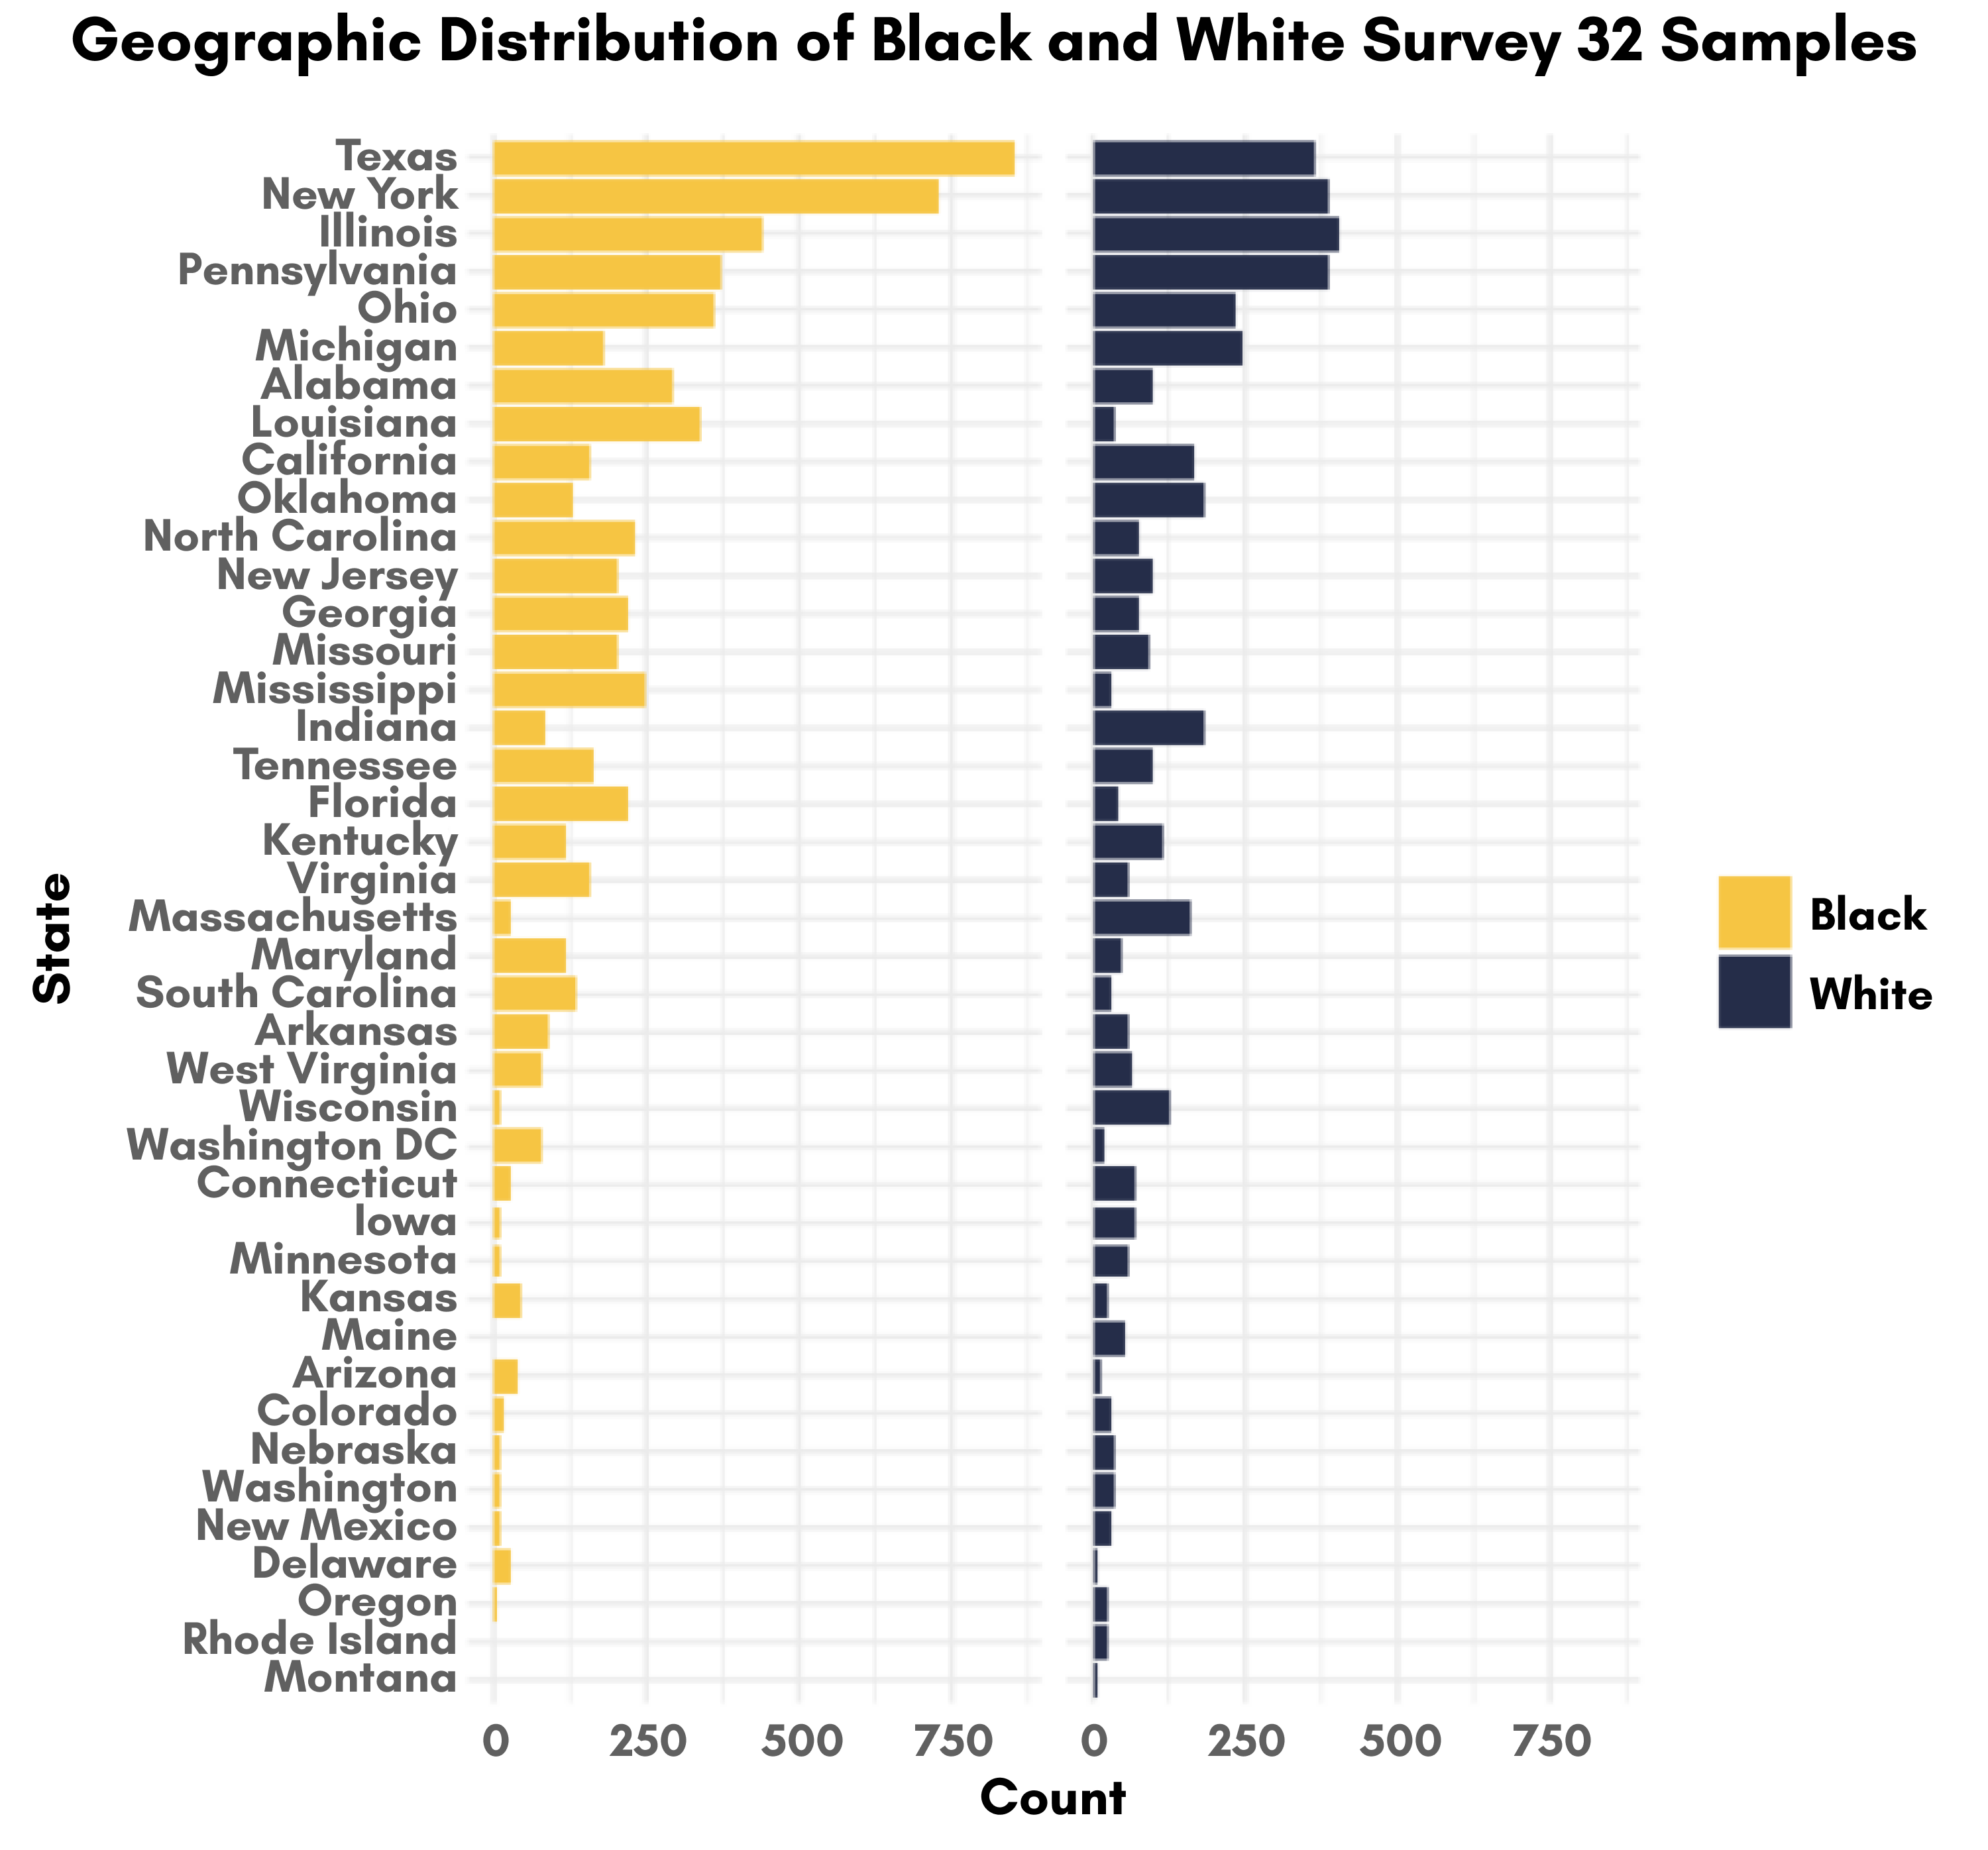 Geographic Distribution of Black and White Survey 32 Samples
Texas
New York
Illinois
Pennsylvania
Ohio
Michigan
Alabama
Louisiana
California
Oklahoma
North Carolina
New Jersey
Georgia
Missouri
Mississippi
Indiana
Tennessee
Florida
Kentucky
Virginia
Massachusetts
Maryland
South Carolina
Arkansas
West Virginia
Wisconsin
Washington DC
Connecticut
Iowa
Minnesota
Kansas
Maine
Arizona
Colorado
Nebraska
Washington
New Mexico
Delaware
Oregon
Rhode Island
Montana
State
0 250 500 750 0 250 500 750
Count
Black
White